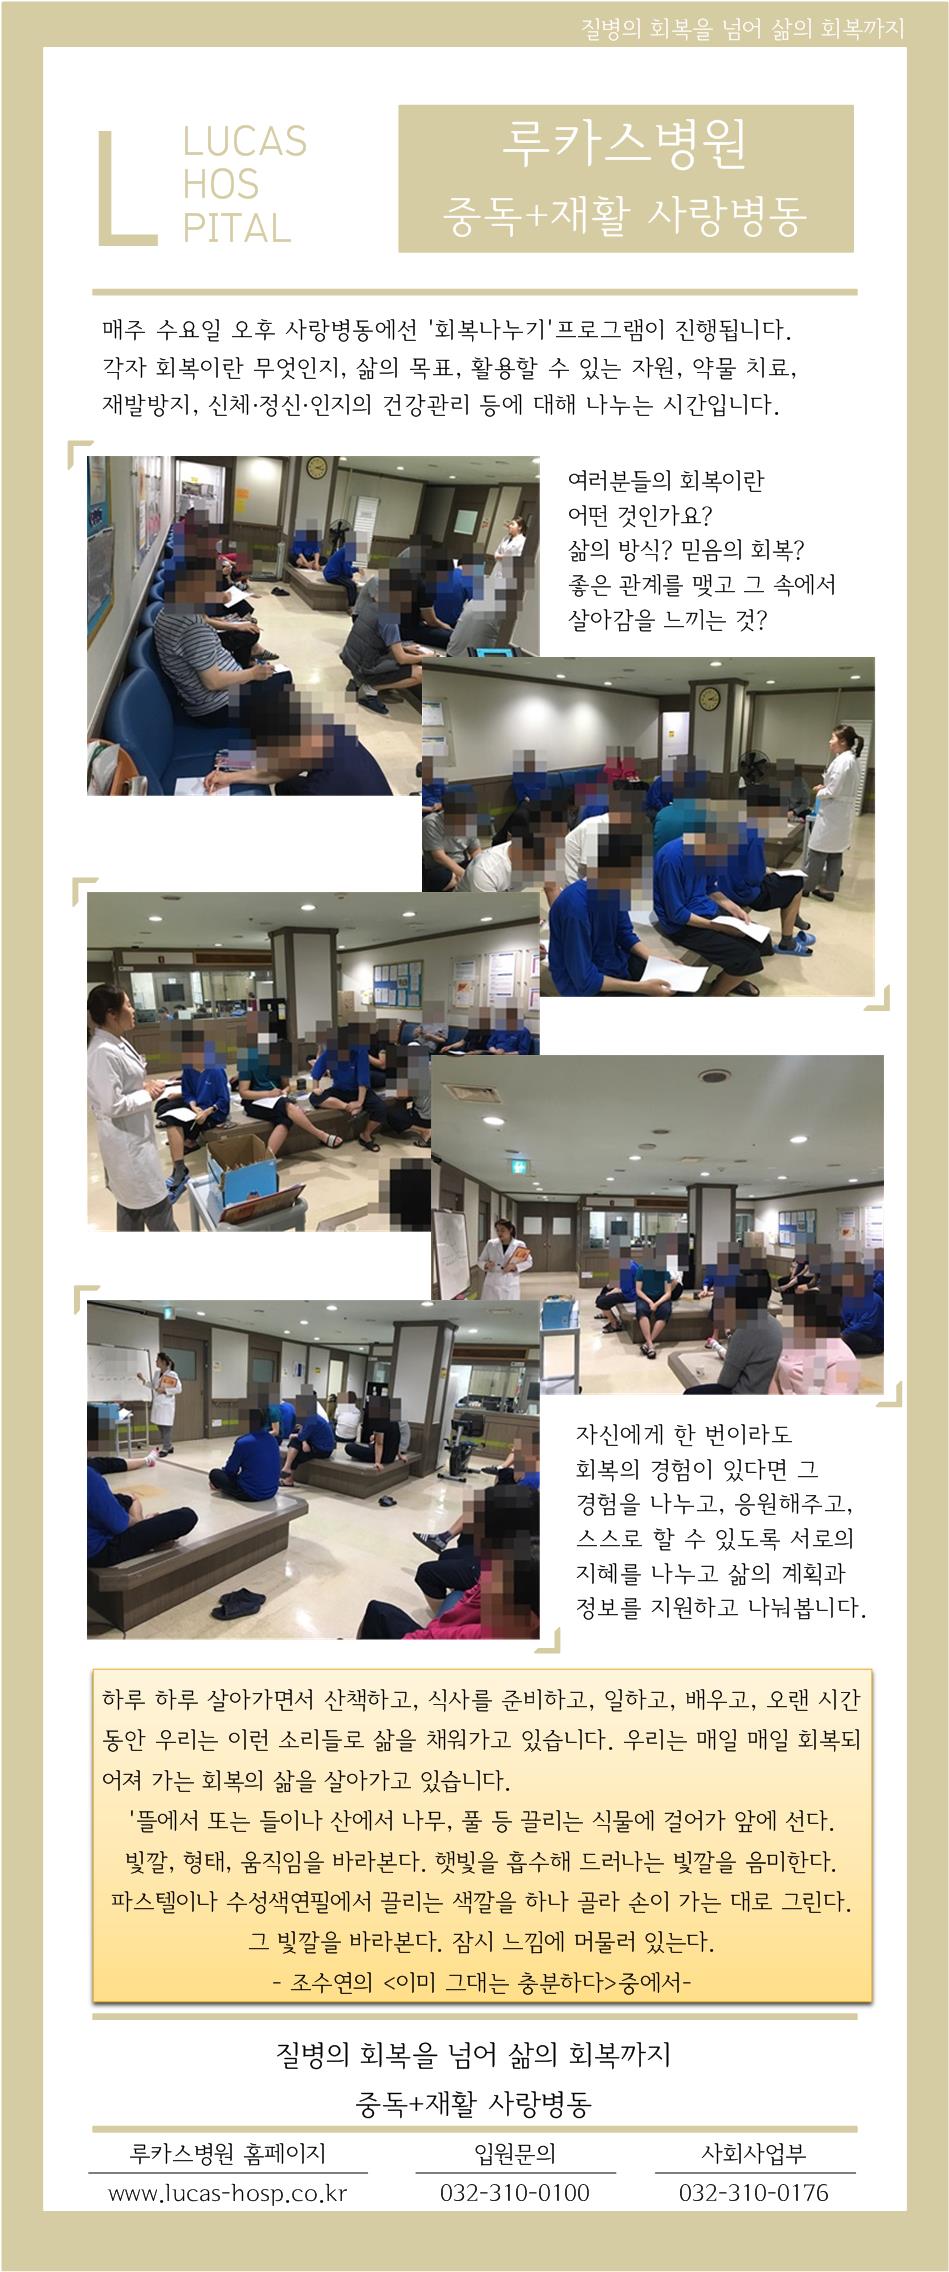 질병의 회복을 넘어 삶의 회복까지
L
LUCAS
HOS
PITAL
루카스병원
중독+재활 사랑병동
매주 수요일 오후 사랑병동에선 '회복나누기'프로그램이 진행됩니다.
각자 회복이란 무엇인지, 삶의 목표, 활용할 수 있는 자원, 약물 치료,
재발방지, 신체·정신·인지의 건강관리 등에 대해 나누는 시간입니다.
여러분들의 회복이란
어떤 것인가요?
삶의 방식? 믿음의 회복?
좋은 관계를 맺고 그 속에서
살아감을 느끼는 것?
자신에게 한 번이라도
회복의 경험이 있다면 그
경험을 나누고, 응원해주고,
스스로 할 수 있도록 서로의
지혜를 나누고 삶의 계획과
정보를 지원하고 나눠봅니다.
하루 하루 살아가면서 산책하고, 식사를 준비하고, 일하고, 배우고, 오랜 시간
동안 우리는 이런 소리들로 삶을 채워가고 있습니다. 우리는 매일 매일 회복되
어져 가는 회복의 삶을 살아가고 있습니다.
'뜰에서 또는 들이나 산에서 나무, 풀 등 끌리는 식물에 걸어가 앞에 선다.
빛깔, 형태, 움직임을 바라본다. 햇빛을 흡수해 드러나는 빛깔을 음미한다.
파스텔이나 수성색연필에서 끌리는 색깔을 하나 골라 손이 가는 대로 그린다.
그 빛깔을 바라본다. 잠시 느낌에 머물러 있는다.
- 조수연의 <이미 그대는 충분하다>중에서-
질병의 회복을 넘어 삶의 회복까지
중독+재활 사랑병동
루카스병원 홈페이지
www.lucas-hosp.co.kr
입원문의
032-310-0100
사회사업부
032-310-0176